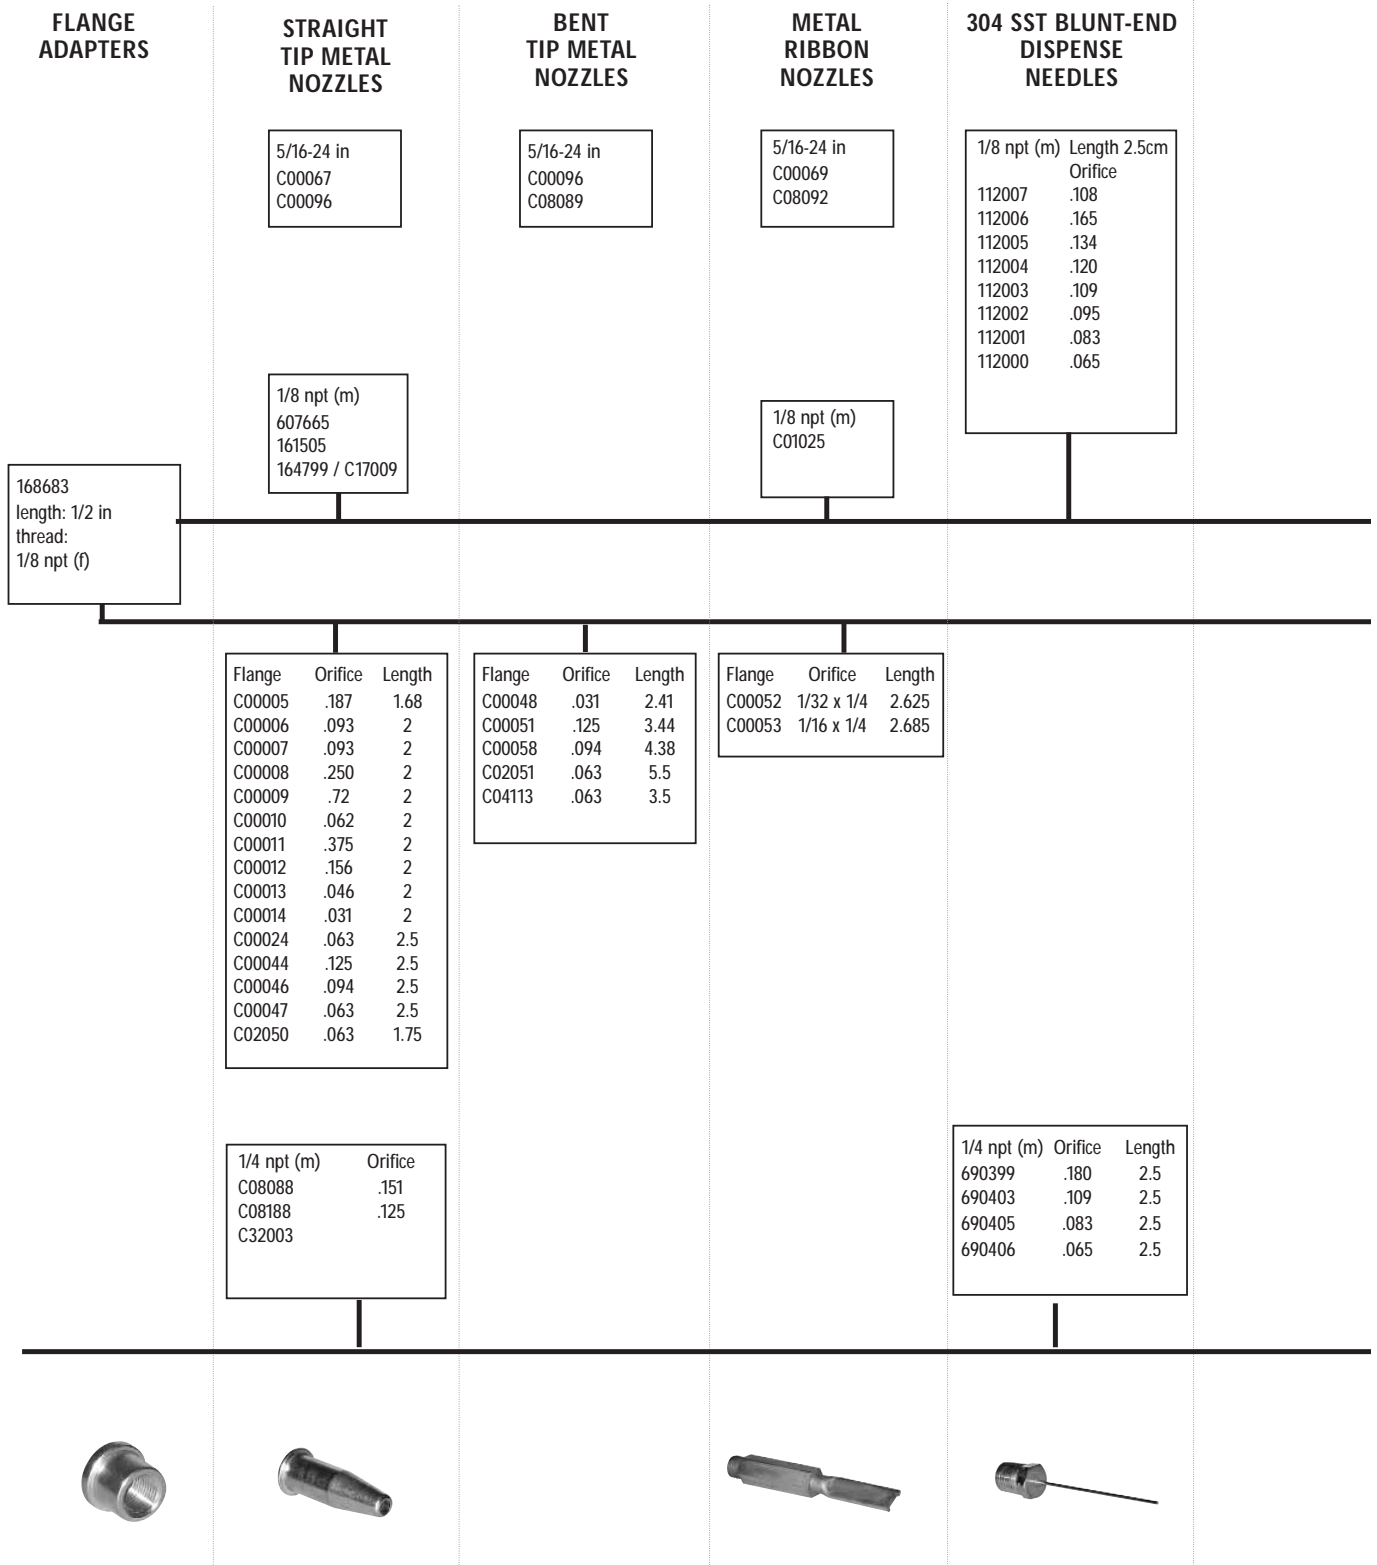 FLANGE
ADAPTERS
STRAIGHT
TIP METAL
NOZZLES
BENT
TIP METAL
NOZZLES
METAL
RIBBON
NOZZLES
304 SST BLUNT-END
DISPENSE
NEEDLES
5/16-24 in
C00067
C00096
5/16-24 in
C00096
C08089
5/16-24 in
C00069
C08092
1/8 npt (m) Length 2.5cm
Orifice
112007 .108
112006 .165
112005 .134
112004 .120
112003 .109
112002 .095
112001 .083
112000 .065
1/8 npt (m)
607665
161505
164799 / C17009
1/8 npt (m)
C01025
168683
length: 1/2 in
thread:
1/8 npt (f)
Flange Orifice Length
C00005 .187 1.68
C00006 .093 2
C00007 .093 2
C00008 .250 2
C00009 .72 2
C00010 .062 2
C00011 .375 2
C00012 .156 2
C00013 .046 2
C00014 .031 2
C00024 .063 2.5
C00044 .125 2.5
C00046 .094 2.5
C00047 .063 2.5
C02050 .063 1.75
Flange Orifice Length
C00048 .031 2.41
C00051 .125 3.44
C00058 .094 4.38
C02051 .063 5.5
C04113 .063 3.5
Flange Orifice Length
C00052 1/32 x 1/4 2.625
C00053 1/16 x 1/4 2.685
1/4 npt (m) Orifice
C08088 .151
C08188 .125
C32003
1/4 npt (m) Orifice Length
690399 .180 2.5
690403 .109 2.5
690405 .083 2.5
690406 .065 2.5